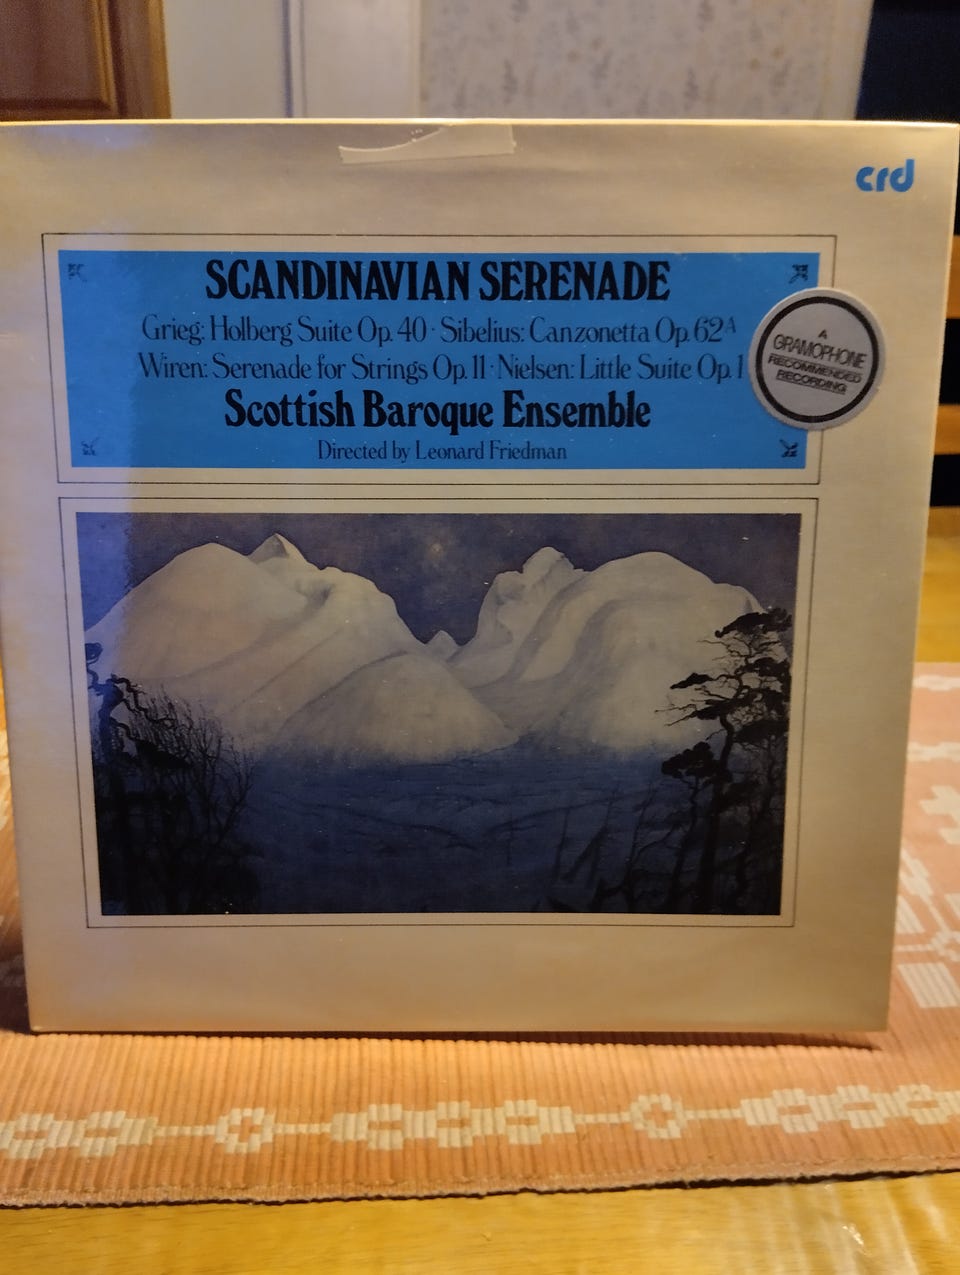 crd
SCANDINAVIAN SERENADE
Grieg: Holberg Suite Op. 40 · Sibelius: Canzonetta Op. 62A
Wiren: Serenade for Strings Op. 11 · Nielsen: Little Suite Op. 1
Scottish Baroque Ensemble
Directed by Leonard Friedman
A
GRAMOPHONE
RECOMMENDED
RECORDING